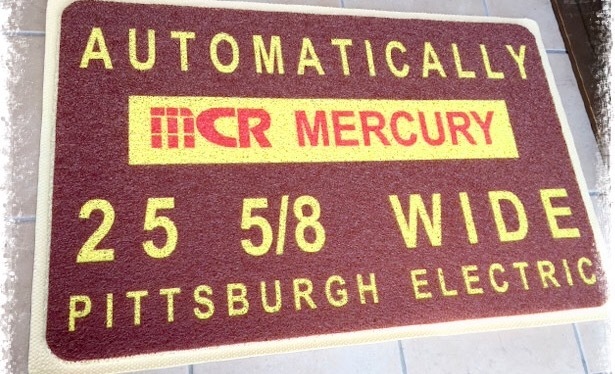 AUTOMATICALLY
MCR MERCURY
25 5/8 WIDE
PITTSBURGH ELECTRIC